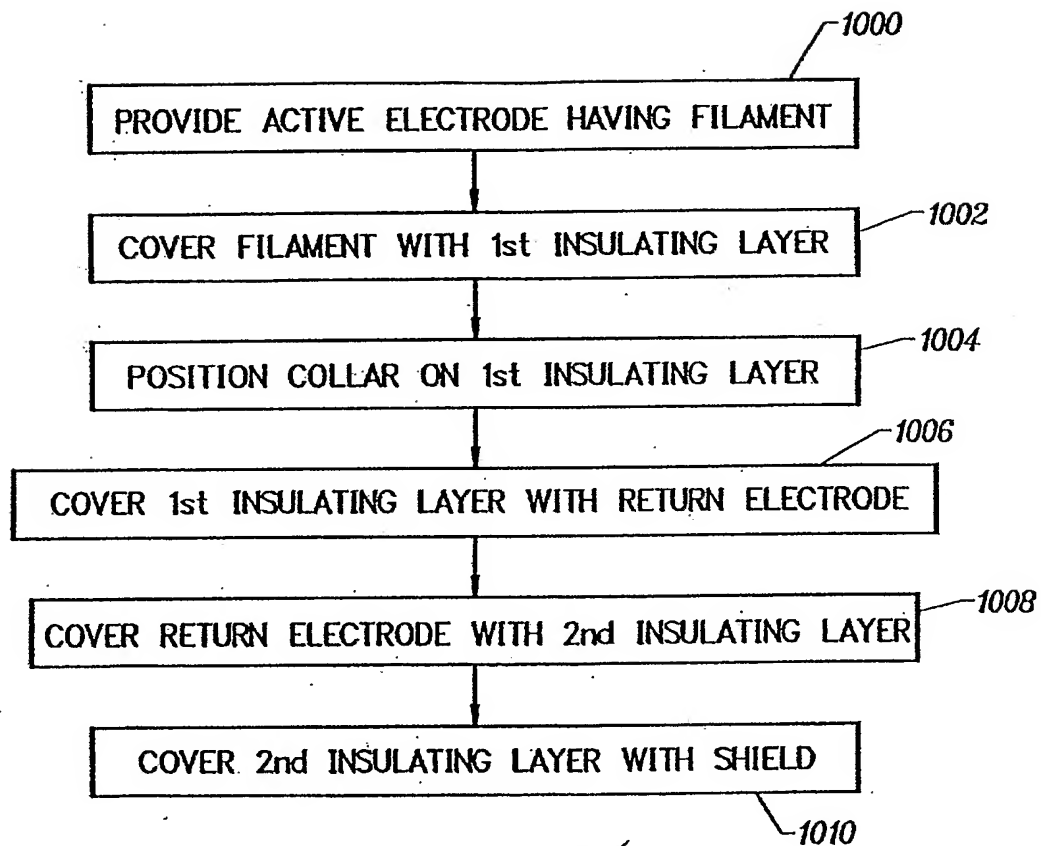 1000
PROVIDE ACTIVE ELECTRODE HAVING FILAMENT
1002
COVER FILAMENT WITH 1st INSULATING LAYER
1004
POSITION COLLAR ON 1st INSULATING LAYER
1006
COVER 1st INSULATING LAYER WITH RETURN ELECTRODE
1008
COVER RETURN ELECTRODE WITH 2nd INSULATING LAYER
COVER 2nd INSULATING LAYER WITH SHIELD
1010